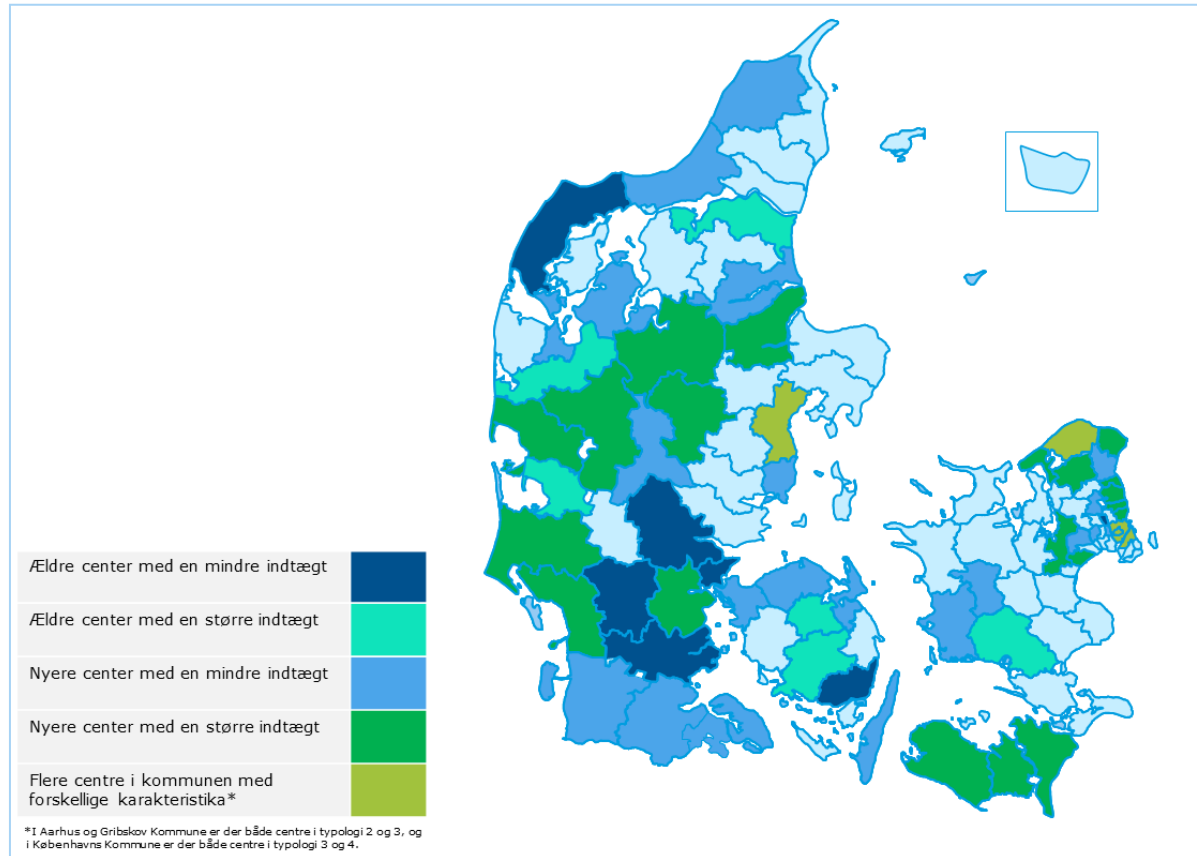 Ældre center med en mindre indtægt
Ældre center med en større indtægt
Nyere center med en mindre indtægt
Nyere center med en større indtægt
Flere centre i kommunen med
forskellige karakteristika*
*I Aarhus og Gribskov Kommune er der både centre i typologi 2 og 3, og
i Københavns Kommune er der både centre i typologi 3 og 4.